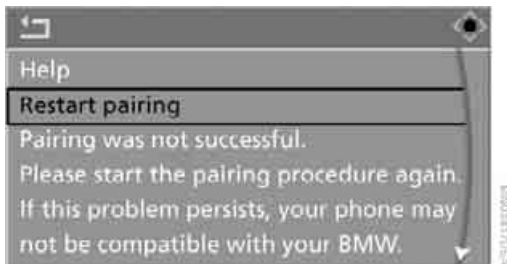 Help
Restart pairing
Pairing was not successful.
Please start the pairing procedure again.
If this problem persists, your phone may
not be compatible with your BMW.